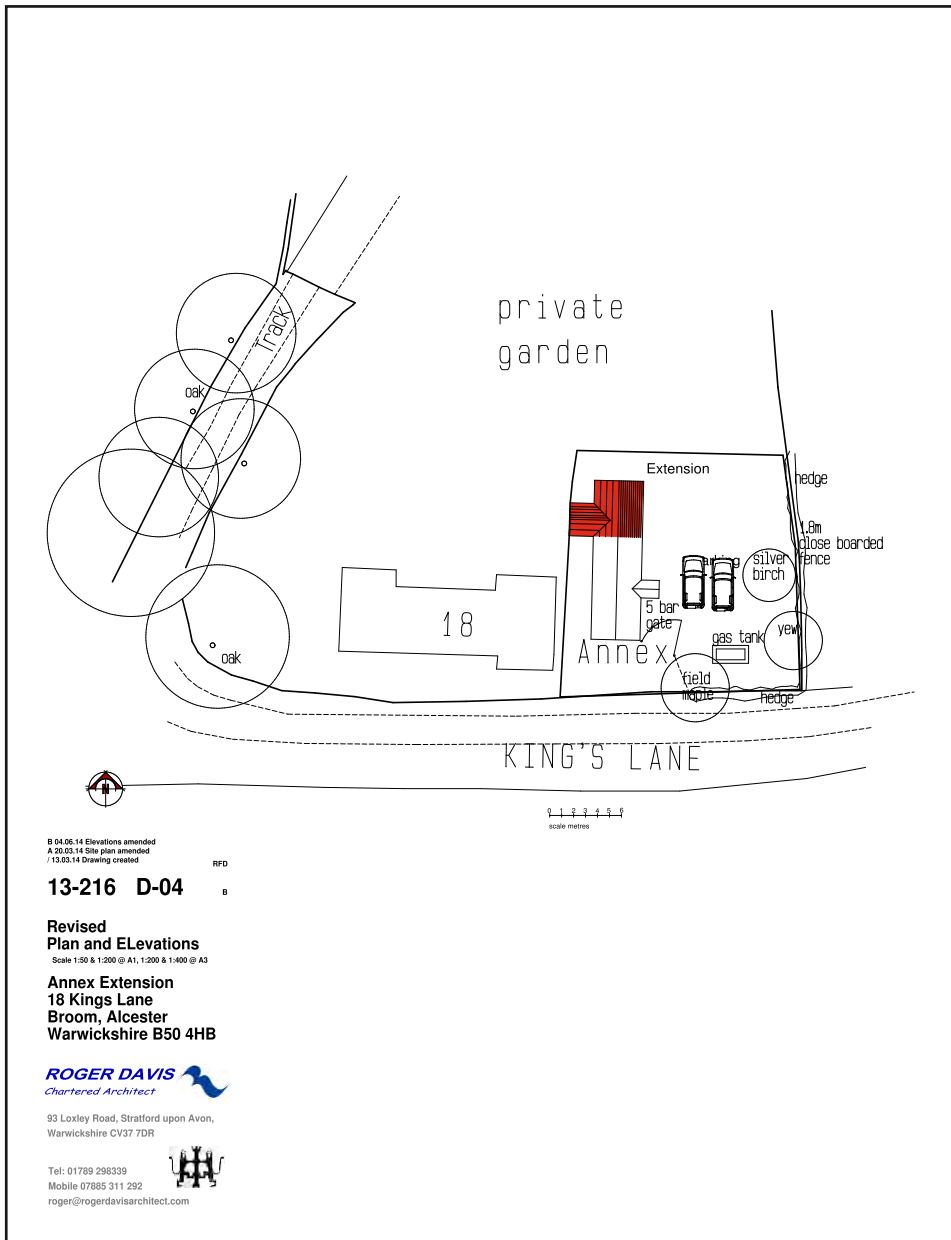 private
garden
Track
oak
Extension
hedge
1.8m
close boarded
fence
silver
birch
5 bar
gate
18
gas tank
yew
Annex
oak
field
maple
hedge
KING'S LANE
N
0 1 2 3 4 5 6
scale metres
B 04.06.14 Elevations amended
A 20.03.14 Site plan amended
/ 13.03.14 Drawing created
RFD
13-216 D-04 B
Revised
Plan and ELevations
Scale 1:50 & 1:200 @ A1, 1:200 & 1:400 @ A3
Annex Extension
18 Kings Lane
Broom, Alcester
Warwickshire B50 4HB
ROGER DAVIS
Chartered Architect
93 Loxley Road, Stratford upon Avon,
Warwickshire CV37 7DR
Tel: 01789 298339
Mobile 07885 311 292
roger@rogerdavisarchitect.com